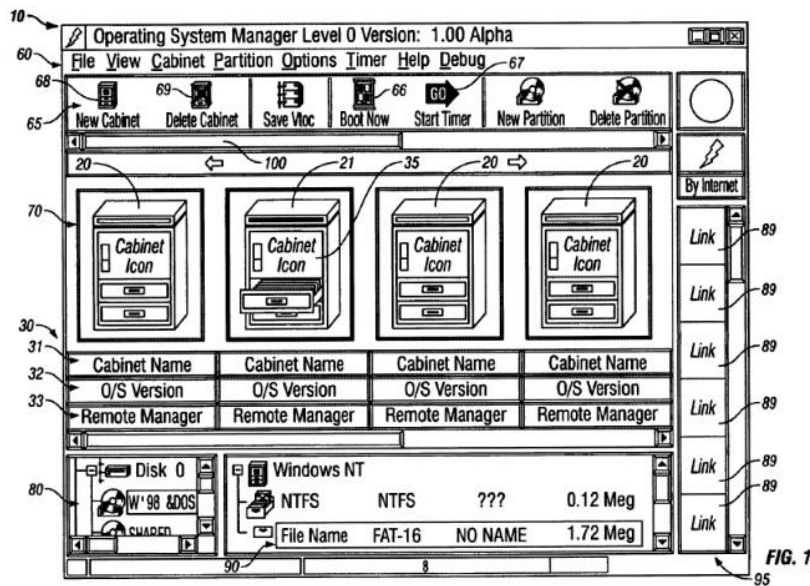 10
Operating System Manager Level 0 Version: 1.00 Alpha
60
File View Cabinet Partition Options Timer Help Debug
67
68
69
66
GO
65
New Cabinet Delete Cabinet Save Vtoc Boot Now Start Timer New Partition Delete Partition
100
20 21 35 20 20
By Internet
70
Cabinet Icon Cabinet Icon Cabinet Icon Cabinet Icon
Link 89
Link 89
Link 89
Link 89
Link 89
Link 89
30
31
Cabinet Name Cabinet Name Cabinet Name Cabinet Name
32
O/S Version O/S Version O/S Version O/S Version
33
Remote Manager Remote Manager Remote Manager Remote Manager
80
Disk 0
W'98 &DOS
SHARED
Windows NT
NTFS NTFS ??? 0.12 Meg
File Name FAT-16 NO NAME 1.72 Meg
90
8
95
FIG. 1